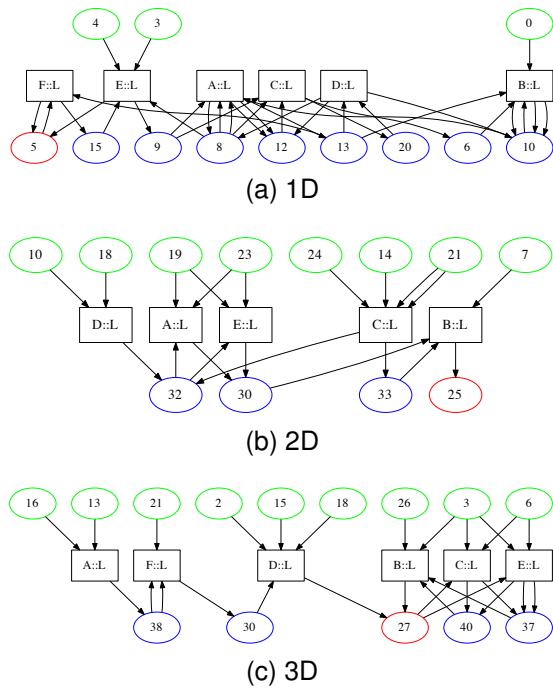 4 3 0
F::L E::L A::L C::L D::L B::L
5 15 9 8 12 13 20 6 10
(a) 1D
10 18 19 23 24 14 21 7
D::L A::L E::L C::L B::L
32 30 33 25
(b) 2D
16 13 21 2 15 18 26 3 6
A::L F::L D::L B::L C::L E::L
38 30 27 40 37
(c) 3D